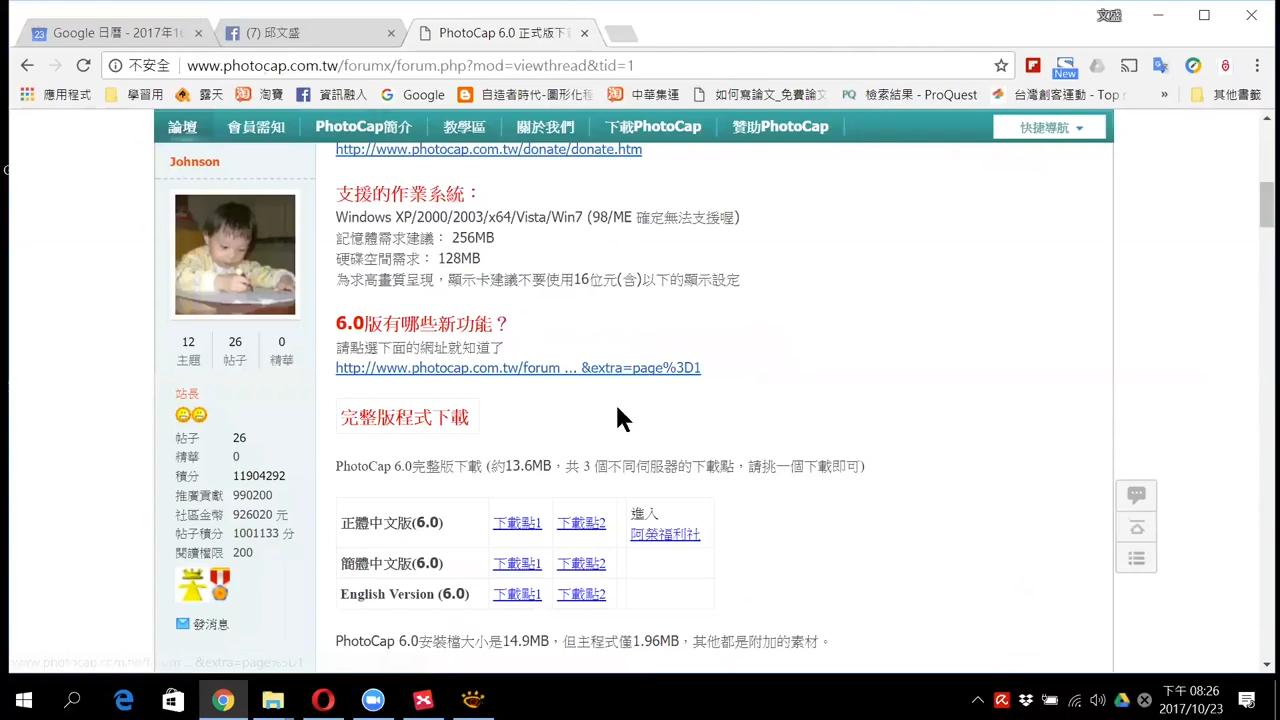 文盛
Google 日曆 - 2017年10
(7) 邱文盛
PhotoCap 6.0 正式版下
不安全
www.photocap.com.tw/forumx/forum.php?mod=viewthread&tid=1
New
應用程式
學習用
露天
淘寶
資訊融入
Google
自造者時代-圖形化程
中華集運
如何寫論文_免費論文
檢索結果 - ProQuest
台灣創客運動 - Top r
»
其他書籤
論壇
會員需知
PhotoCap簡介
教學區
關於我們
下載PhotoCap
贊助PhotoCap
快捷導航
Johnson
12
26
0
主題
帖子
精華
站長
帖子 26
精華 0
積分 11904292
推廣貢獻 990200
社區金幣 926020 元
帖子積分 1001133 分
閱讀權限 200
發消息
http://www.photocap.com.tw/donate/donate.htm
支援的作業系統：
Windows XP/2000/2003/x64/Vista/Win7 (98/ME 確定無法支援喔)
記憶體需求建議： 256MB
硬碟空間需求： 128MB
為求高畫質呈現，顯示卡建議不要使用16位元(含)以下的顯示設定
6.0版有哪些新功能？
請點選下面的網址就知道了
http://www.photocap.com.tw/forum ... &extra=page%3D1
完整版程式下載
PhotoCap 6.0完整版下載 (約13.6MB，共 3 個不同伺服器的下載點，請挑一個下載即可)
正體中文版(6.0) 下載點1 下載點2 進入
阿榮福利社
簡體中文版(6.0) 下載點1 下載點2
English Version (6.0) 下載點1 下載點2
PhotoCap 6.0安裝檔大小是14.9MB，但主程式僅1.96MB，其他都是附加的素材。
下午 08:26
2017/10/23